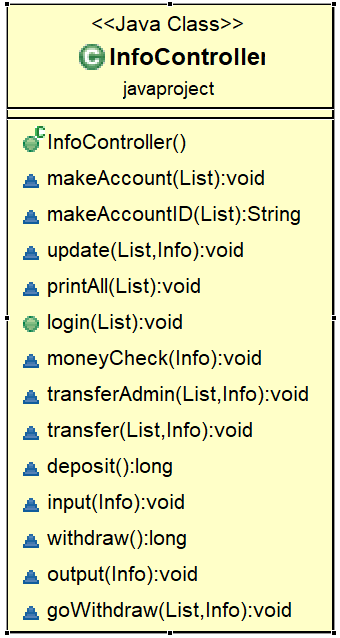 <<Java Class>>
InfoController
javaproject
InfoController()
makeAccount(List):void
makeAccountID(List):String
update(List,Info):void
printAll(List):void
login(List):void
moneyCheck(Info):void
transferAdmin(List,Info):void
transfer(List,Info):void
deposit():long
input(Info):void
withdraw():long
output(Info):void
goWithdraw(List,Info):void